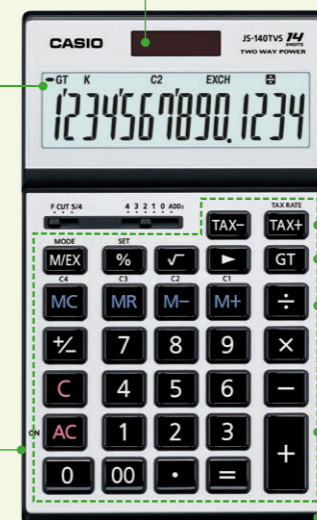 CASIO JS-140TVS 14 DIGITS
TWO WAY POWER
GT K C2 EXCH
1234567890.1234
F CUT 5/4 4 3 2 1 0 ADD2 TAX RATE
TAX− TAX+
MODE SET
M/EX % √ ► GT
C4 C3 C2 C1
MC MR M− M+ ÷
+/− 7 8 9 ×
C 4 5 6 −
ON AC 1 2 3 +
0 00 · =